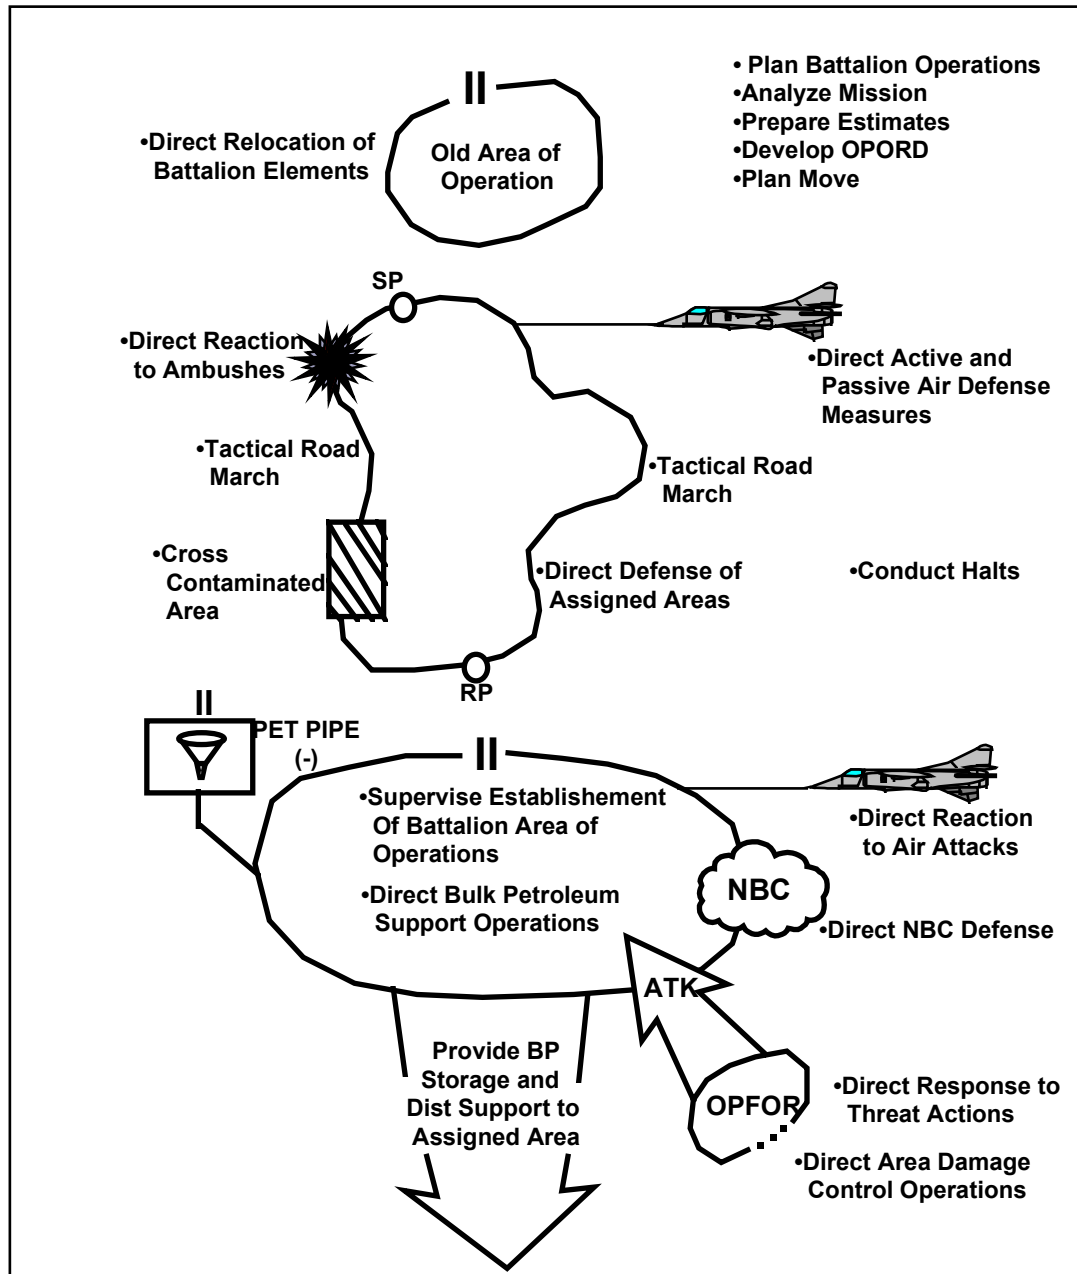 II
• Plan Battalion Operations
•Analyze Mission
•Prepare Estimates
•Develop OPORD
•Plan Move
•Direct Relocation of
Battalion Elements
Old Area of
Operation
SP
•Direct Reaction
to Ambushes
•Direct Active and
Passive Air Defense
Measures
•Tactical Road
March
•Tactical Road
March
•Cross
Contaminated
Area
•Direct Defense of
Assigned Areas
•Conduct Halts
RP
II
PET PIPE
(-)
II
•Supervise Establishement
Of Battalion Area of
Operations
•Direct Bulk Petroleum
Support Operations
•Direct Reaction
to Air Attacks
NBC
•Direct NBC Defense
ATK
Provide BP
Storage and
Dist Support to
Assigned Area
OPFOR
•Direct Response to
Threat Actions
•Direct Area Damage
Control Operations